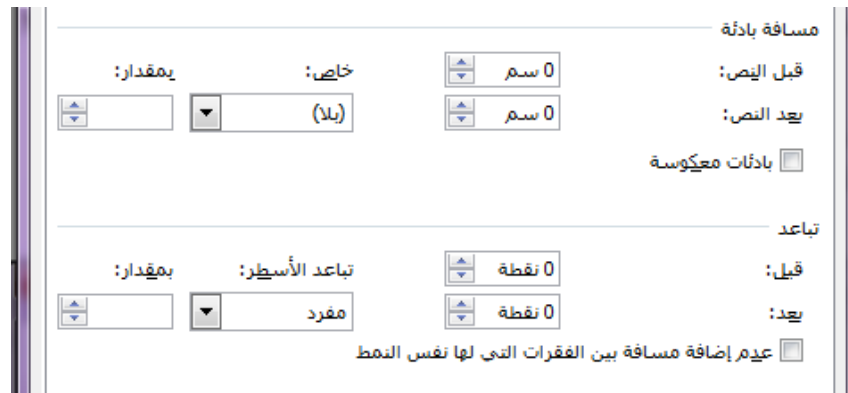 مسافة بادئة
قبل النص: 0 سم خاص: بمقدار:
بعد النص: 0 سم (بلا)
بادئات معكوسة
تباعد
قبل: 0 نقطة تباعد الأسطر: بمقدار:
بعد: 0 نقطة مفرد
عدم إضافة مسافة بين الفقرات التي لها نفس النمط